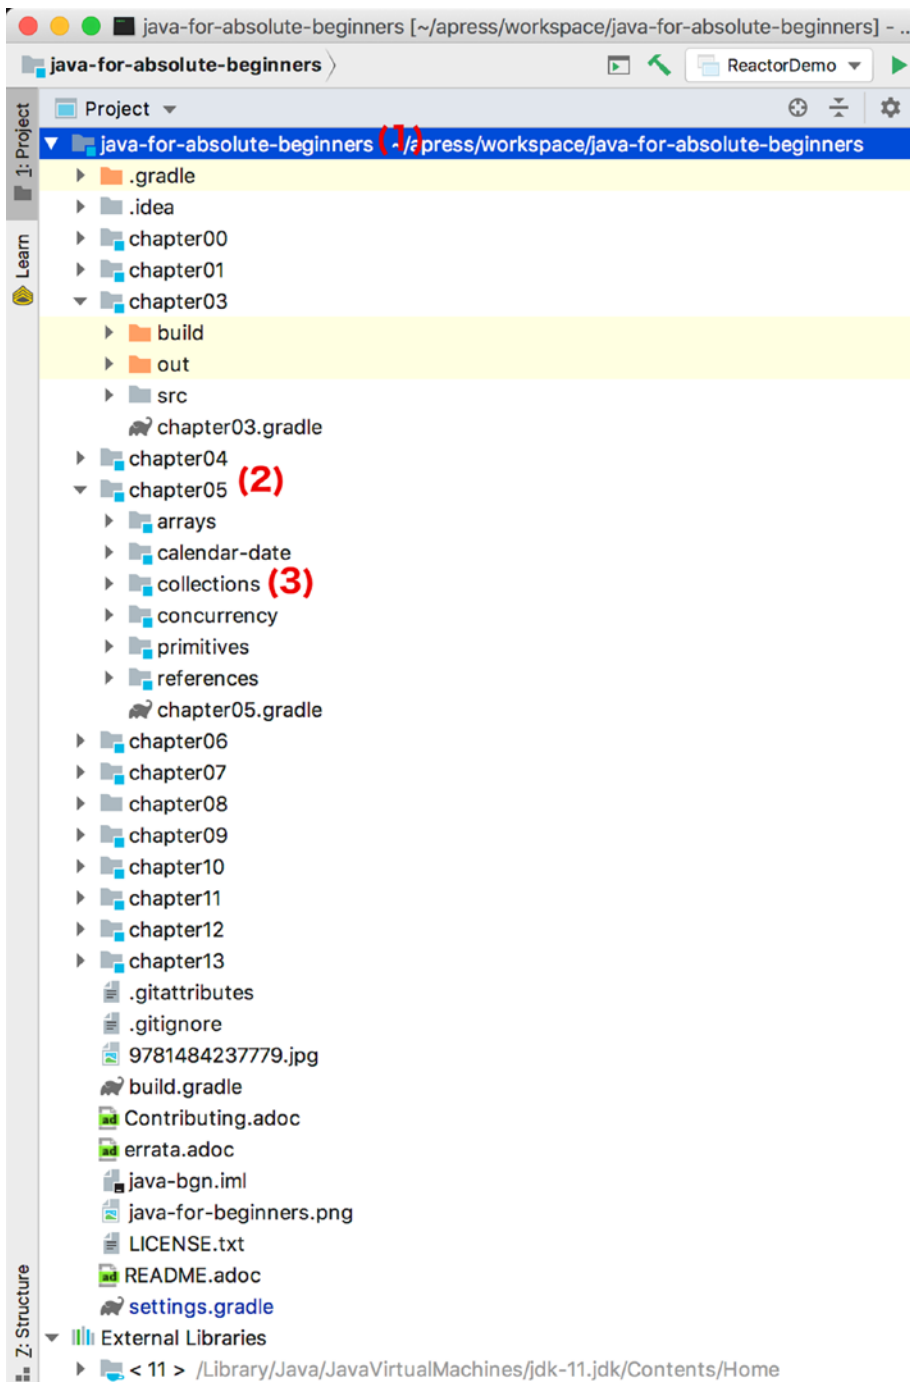 java-for-absolute-beginners [~/apress/workspace/java-for-absolute-beginners] - ...
java-for-absolute-beginners
ReactorDemo
1: Project
Learn
Z: Structure
Project
java-for-absolute-beginners (1) ~/apress/workspace/java-for-absolute-beginners
.gradle
.idea
chapter00
chapter01
chapter03
build
out
src
chapter03.gradle
chapter04
chapter05 (2)
arrays
calendar-date
collections (3)
concurrency
primitives
references
chapter05.gradle
chapter06
chapter07
chapter08
chapter09
chapter10
chapter11
chapter12
chapter13
.gitattributes
.gitignore
9781484237779.jpg
build.gradle
ad Contributing.adoc
ad errata.adoc
java-bgn.iml
java-for-beginners.png
LICENSE.txt
ad README.adoc
settings.gradle
External Libraries
< 11 > /Library/Java/JavaVirtualMachines/jdk-11.jdk/Contents/Home